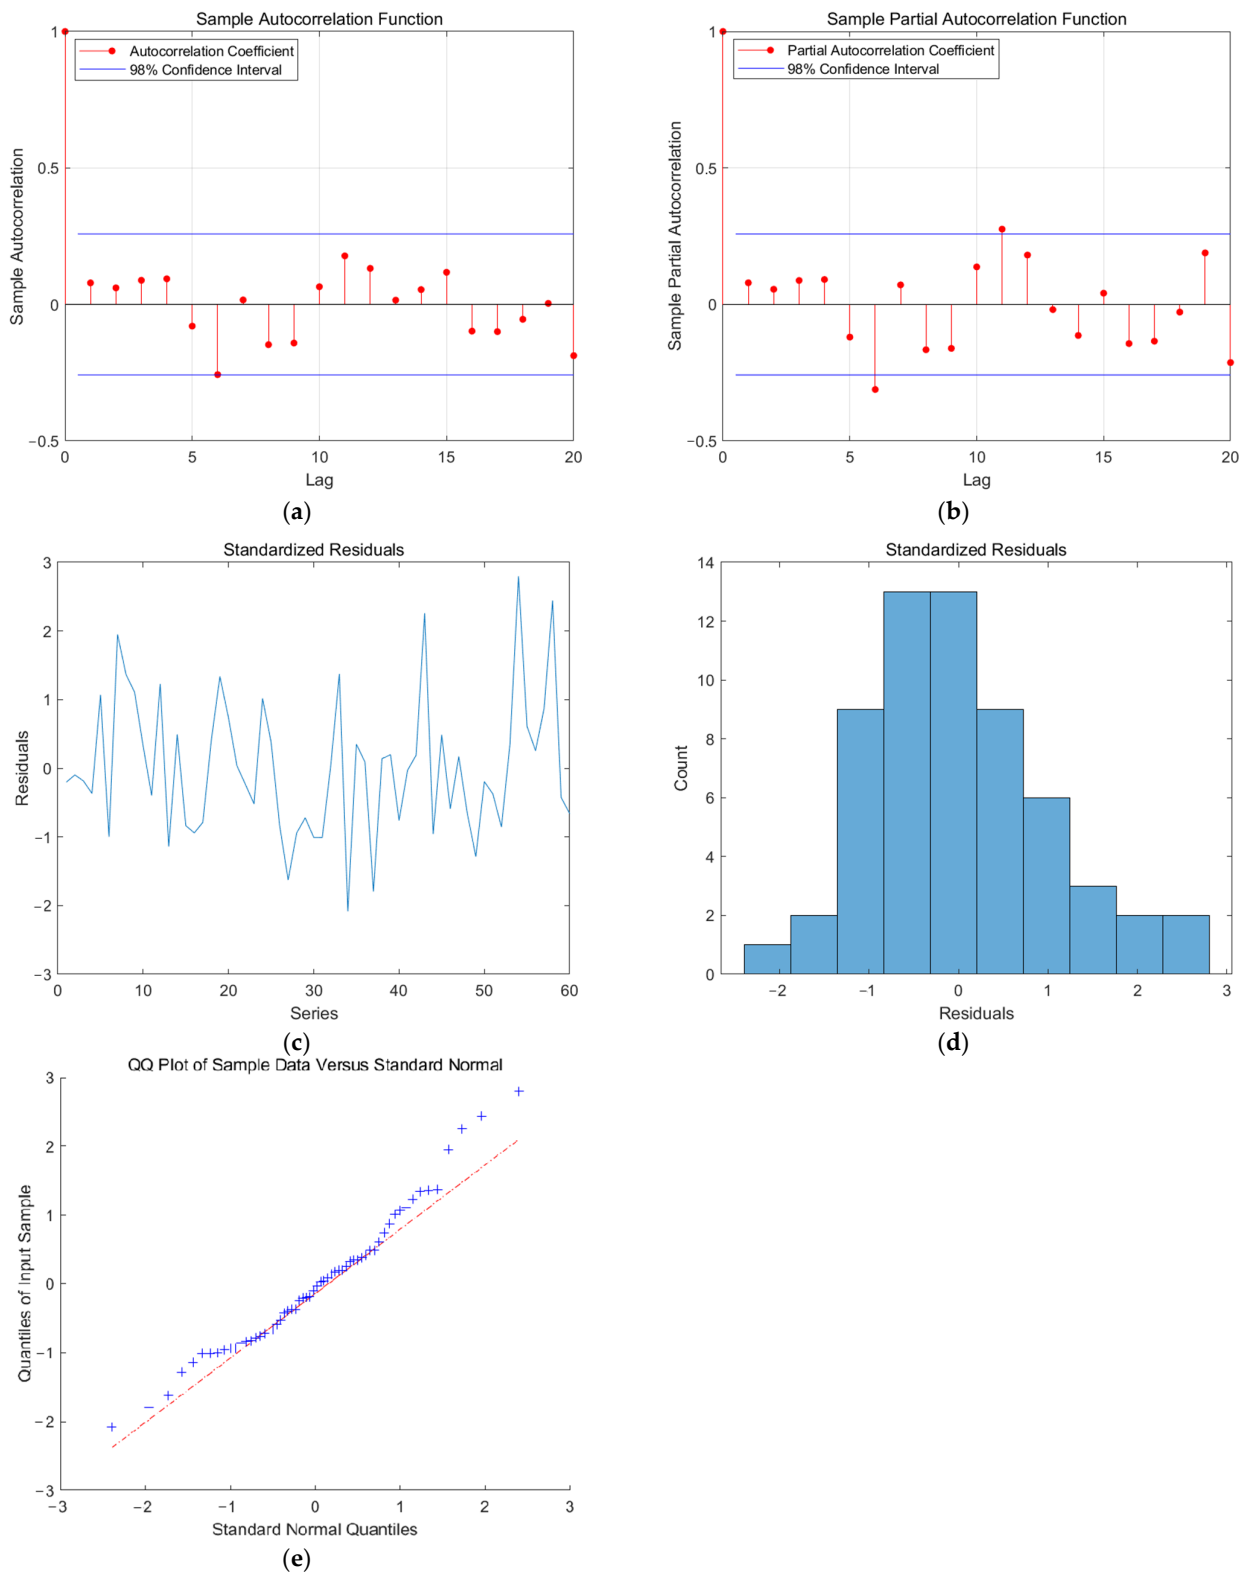 Sample Autocorrelation Function
1
Autocorrelation Coefficient
98% Confidence Interval
0.5
0
−0.5
Sample Autocorrelation
0 5 10 15 20
Lag
(a)
Sample Partial Autocorrelation Function
1
Partial Autocorrelation Coefficient
98% Confidence Interval
0.5
0
−0.5
Sample Partial Autocorrelation
0 5 10 15 20
Lag
(b)
Standardized Residuals
3
2
1
0
−1
−2
−3
Residuals
0 10 20 30 40 50 60
Series
(c)
Standardized Residuals
14
12
10
8
6
4
2
0
Count
−2 −1 0 1 2 3
Residuals
(d)
QQ Plot of Sample Data Versus Standard Normal
3
2
1
0
−1
−2
−3
Quantiles of Input Sample
−3 −2 −1 0 1 2 3
Standard Normal Quantiles
(e)